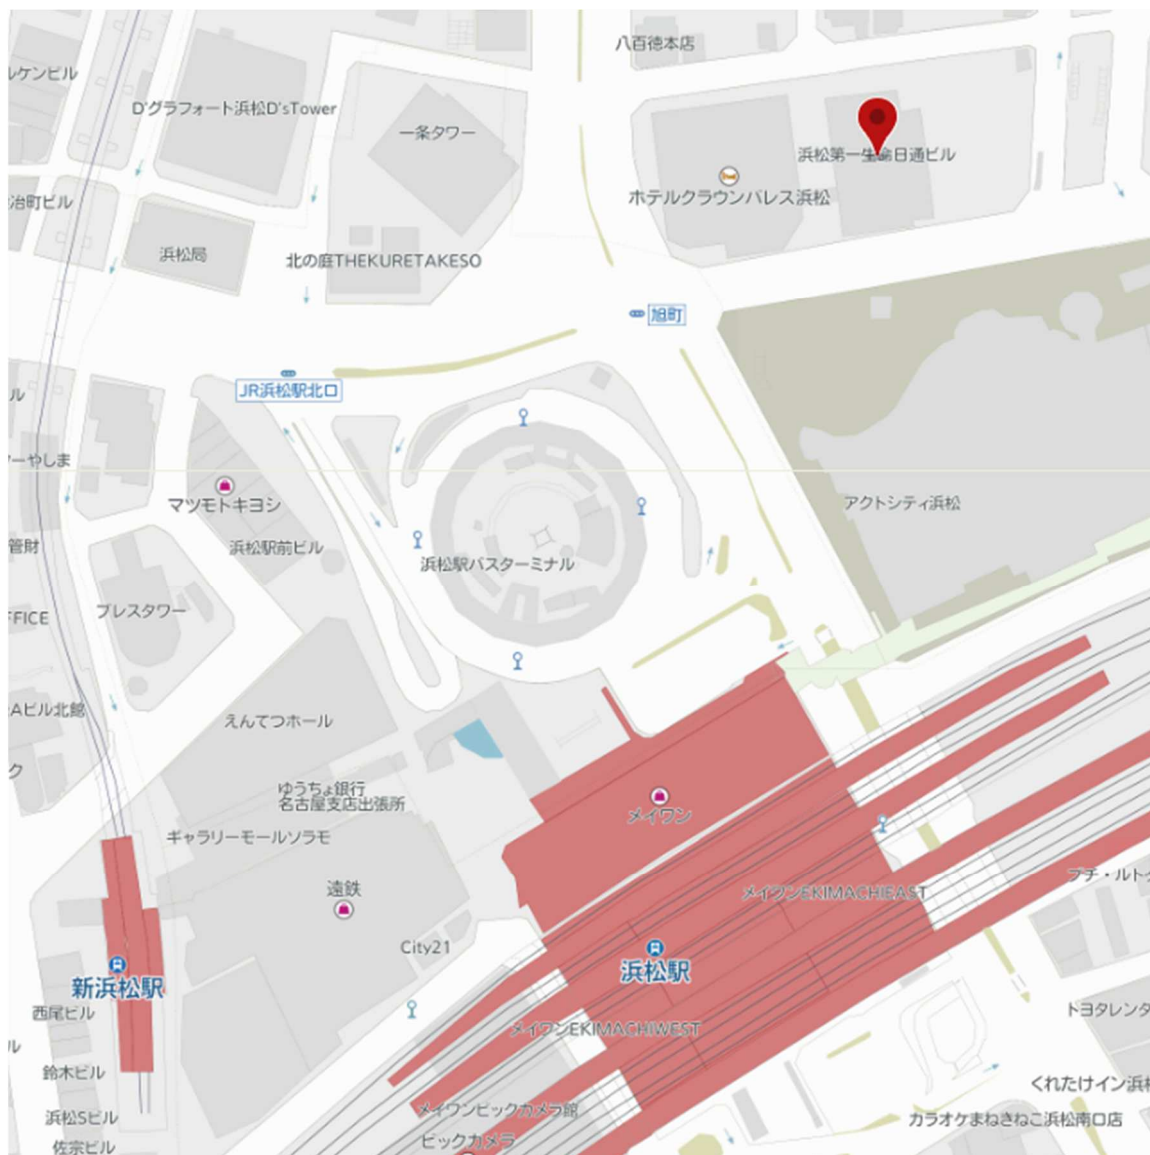 八百徳本店
ルケンビル
D'グラフォート浜松D'sTower
一条タワー
浜松第一生命日通ビル
ホテルクラウンパレス浜松
治町ビル
浜松局
北の庭THEKURETAKESO
旭町
JR浜松駅北口
ル
ーやしま
マツモトキヨシ
アクトシティ浜松
管財
浜松駅前ビル
浜松駅バスターミナル
プレスタワー
FFICE
Aビル北館
えんてつホール
ク
ゆうちょ銀行
名古屋支店出張所
メイワン
ギャラリーモールソラモ
プチ・ルトゥ
遠鉄
メイワンEKIMACHIEAST
City21
浜松駅
新浜松駅
西尾ビル
トヨタレンタ
メイワンEKIMACHIWEST
ル
鈴木ビル
くれたけイン浜松
メイワンビックカメラ館
浜松Sビル
カラオケまねきねこ浜松南口店
ビックカメラ
佐宗ビル